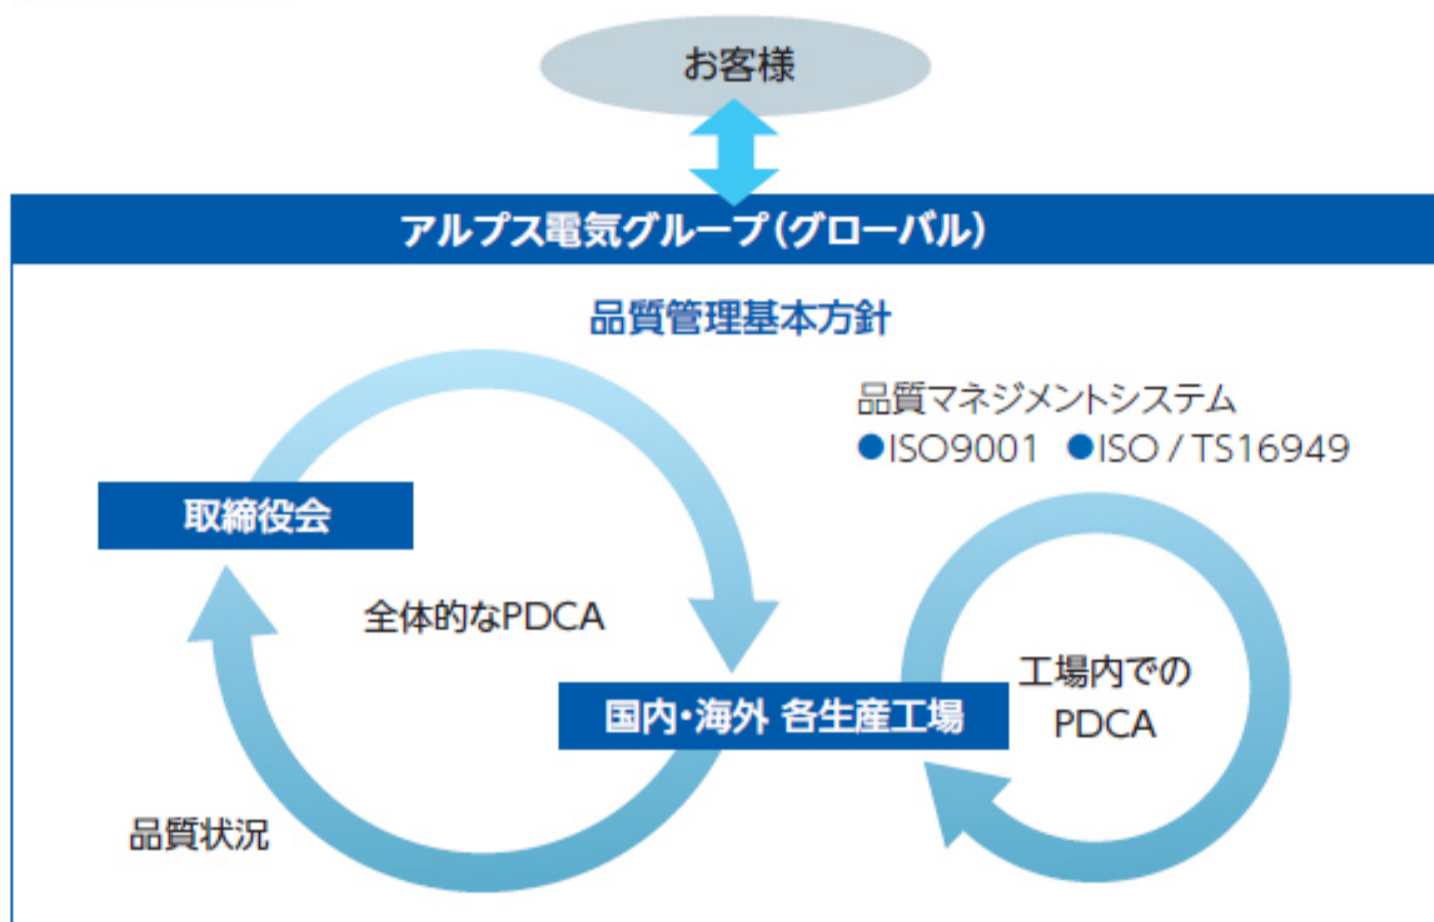 お客様
アルプス電気グループ(グローバル)
品質管理基本方針
品質マネジメントシステム
●ISO9001 ●ISO / TS16949
取締役会
全体的なPDCA
工場内での
PDCA
国内・海外 各生産工場
品質状況